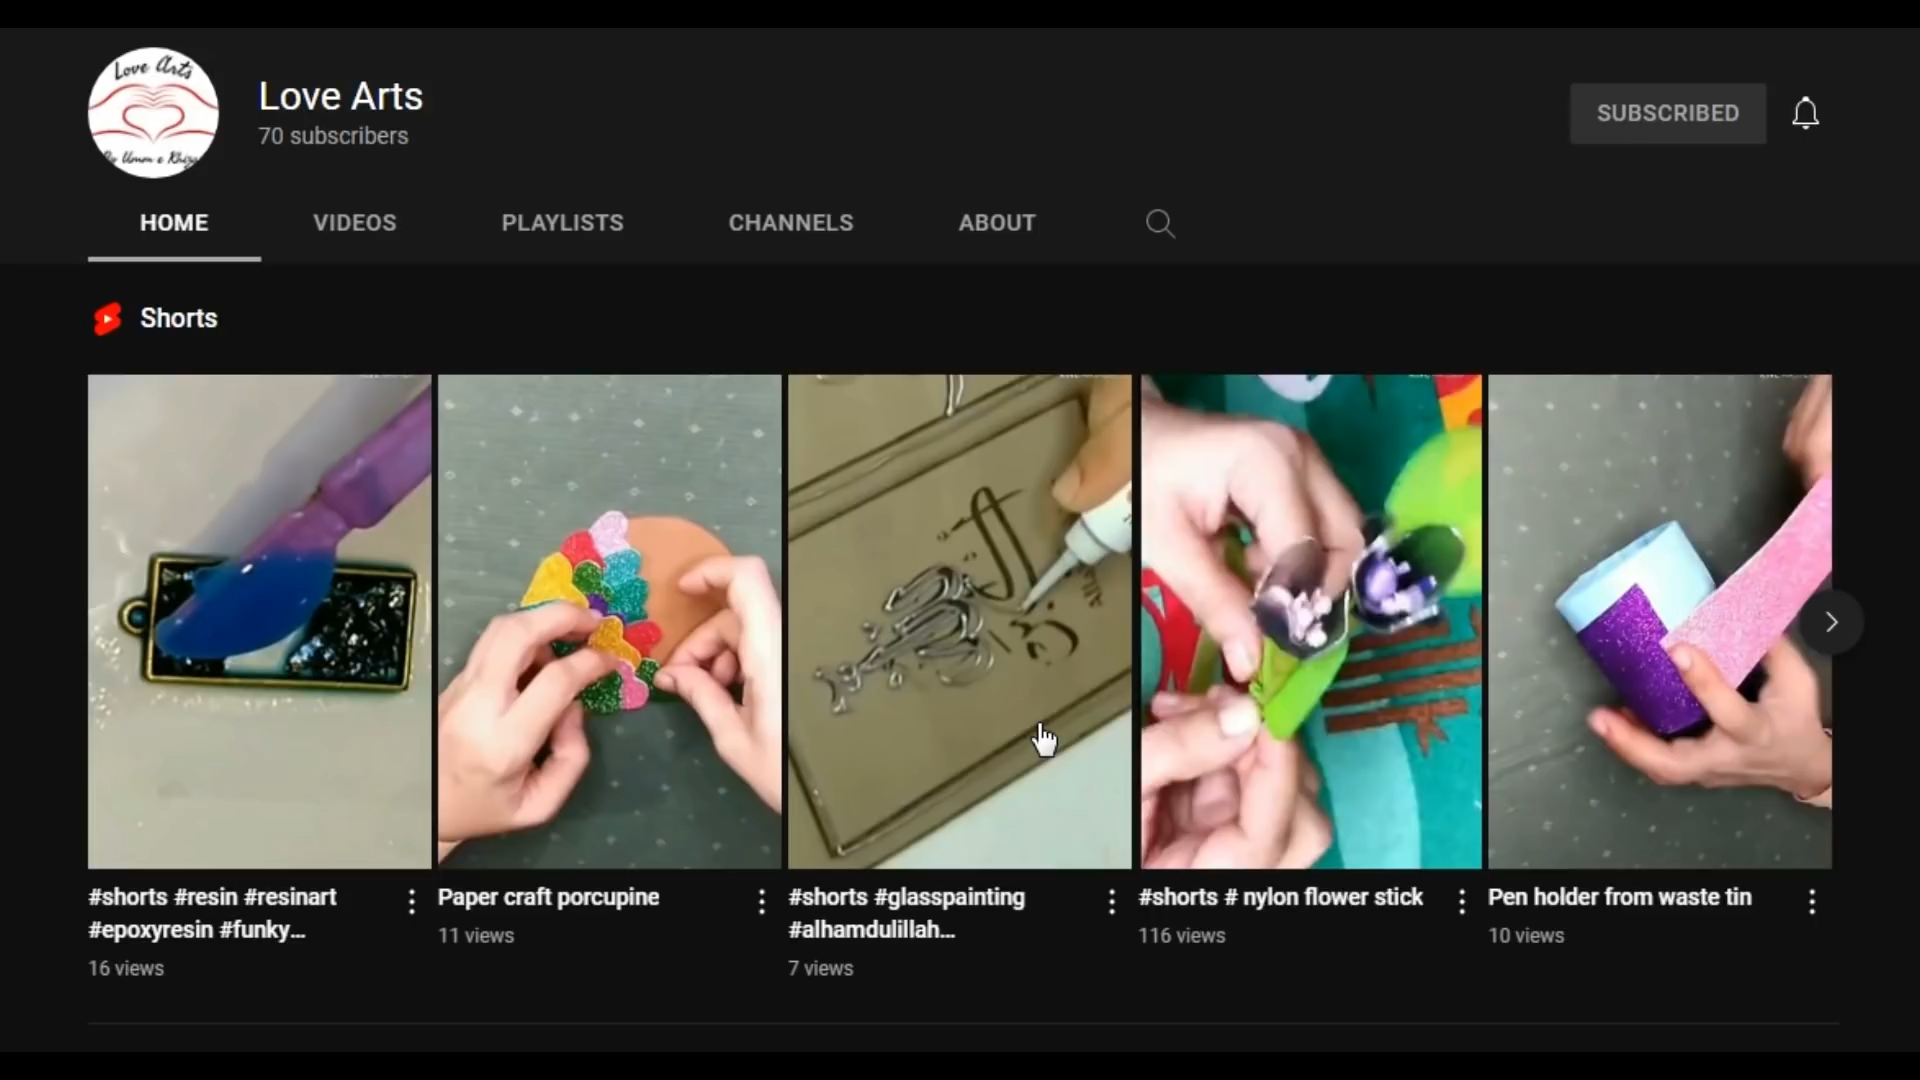 Love Arts
Love Arts
70 subscribers
SUBSCRIBED
HOME
VIDEOS
PLAYLISTS
CHANNELS
ABOUT
Shorts
#shorts #resin #resinart
#epoxyresin #funky...
16 views
Paper craft porcupine
11 views
#shorts #glasspainting
#alhamdulillah...
7 views
#shorts # nylon flower stick
116 views
Pen holder from waste tin
10 views